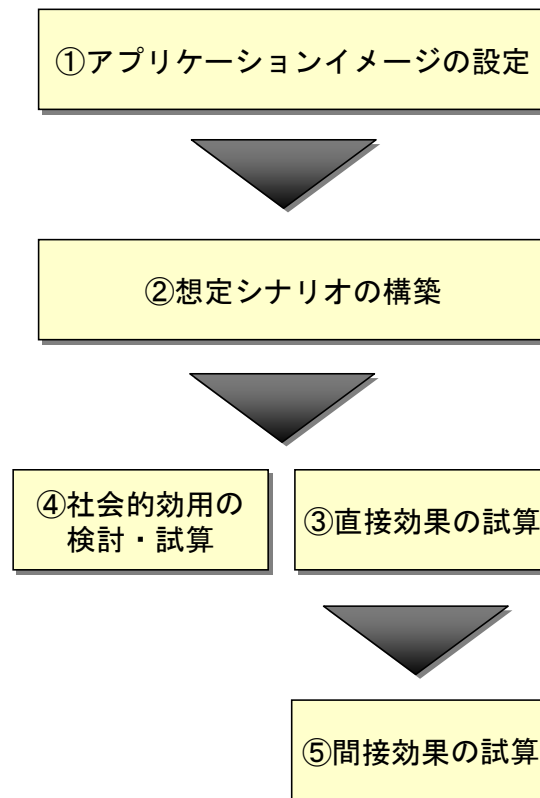 ①アプリケーションイメージの設定
②想定シナリオの構築
④社会的効用の
検討・試算
③直接効果の試算
⑤間接効果の試算